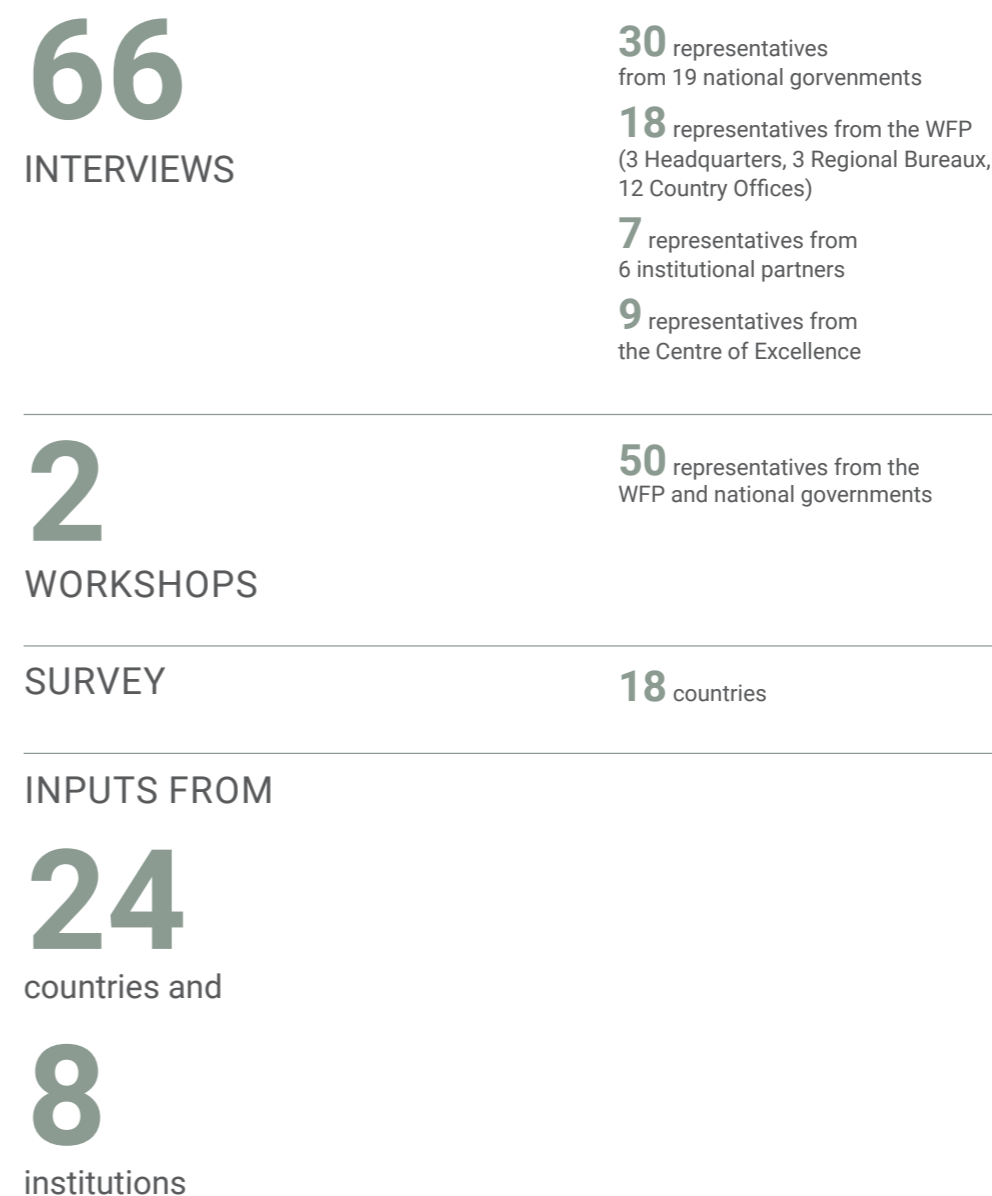 66
INTERVIEWS
30 representatives
from 19 national gorvenments
18 representatives from the WFP
(3 Headquarters, 3 Regional Bureaux,
12 Country Offices)
7 representatives from
6 institutional partners
9 representatives from
the Centre of Excellence
2
WORKSHOPS
50 representatives from the
WFP and national governments
SURVEY
18 countries
INPUTS FROM
24
countries and
8
institutions